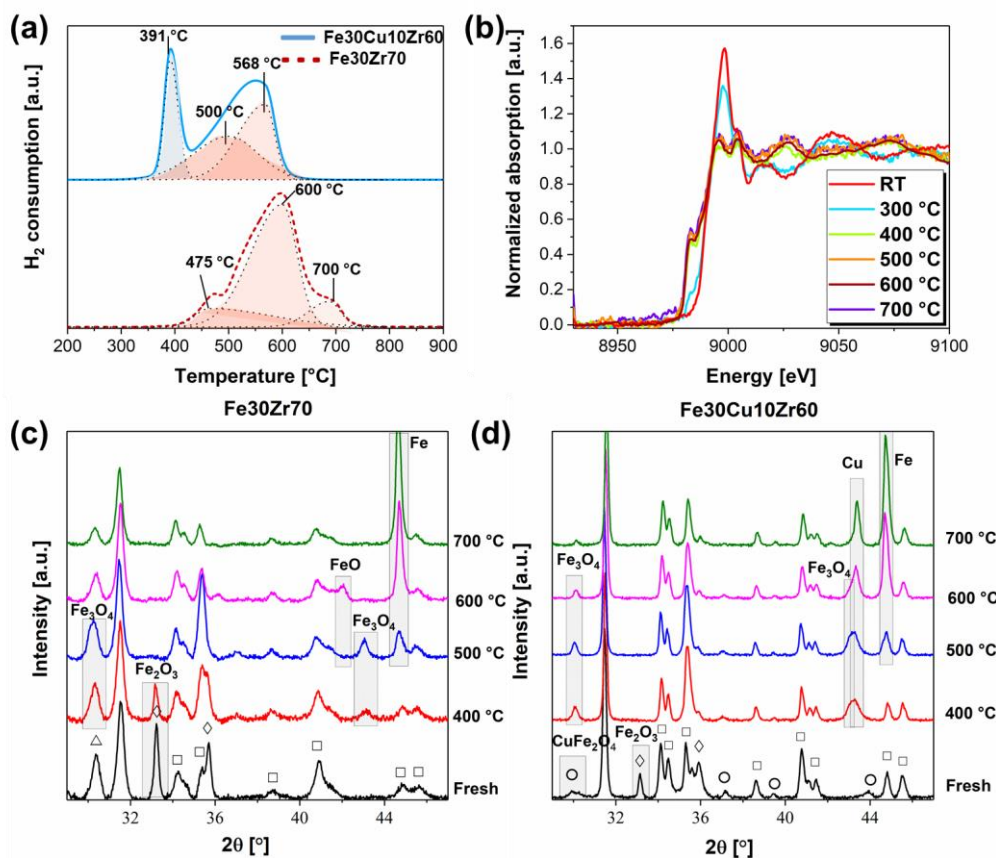 (a)
391 °C
Fe30Cu10Zr60
Fe30Zr70
568 °C
500 °C
600 °C
475 °C
700 °C
H₂ consumption [a.u.]
200 300 400 500 600 700 800 900
Temperature [°C]
(b)
1.6
1.4
1.2
1.0
0.8
0.6
0.4
0.2
0.0
Normalized absorption [a.u.]
RT
300 °C
400 °C
500 °C
600 °C
700 °C
8950 9000 9050 9100
Energy [eV]
Fe30Zr70
(c)
Fe
700 °C
FeO
600 °C
Fe₃O₄
Fe₃O₄
500 °C
Fe₂O₃
400 °C
Fresh
Intensity [a.u.]
32 36 40 44
2θ [°]
Fe30Cu10Zr60
(d)
Cu
Fe
700 °C
Fe₃O₄
Fe₃O₄
600 °C
500 °C
400 °C
CuFe₂O₄
Fe₂O₃
Fresh
Intensity [a.u.]
32 36 40 44
2θ [°]